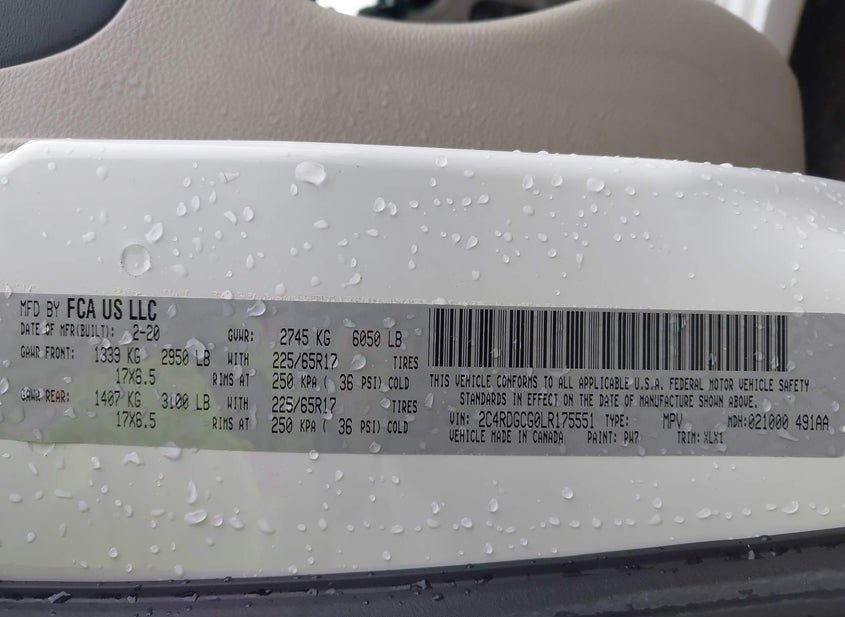 MFD BY FCA US LLC
DATE OF MFR(BUILT): 2-20 GVWR: 2745 KG 6050 LB
GAWR FRONT: 1339 KG 2950 LB WITH 225/65R17 TIRES
17X6.5 RIMS AT 250 KPA ( 36 PSI) COLD
GAWR REAR: 1407 KG 3100 LB WITH 225/65R17 TIRES
17X6.5 RIMS AT 250 KPA ( 36 PSI) COLD
THIS VEHICLE CONFORMS TO ALL APPLICABLE U.S.A. FEDERAL MOTOR VEHICLE SAFETY
STANDARDS IN EFFECT ON THE DATE OF MANUFACTURE SHOWN ABOVE.
VIN: 2C4RDGCG0LR175551 TYPE: MPV MDH:021000 491AA
VEHICLE MADE IN CANADA PAINT: PW7 TRIM: XLX1